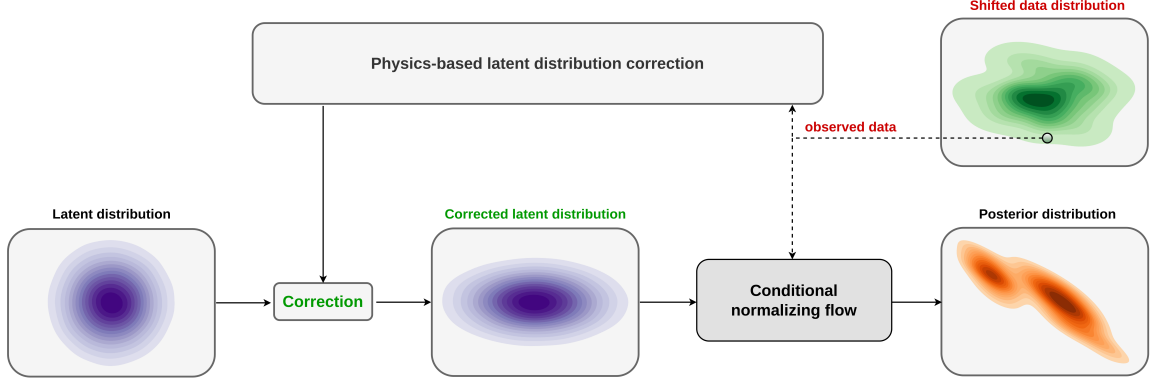 Shifted data distribution
Physics-based latent distribution correction
observed data
Latent distribution
Corrected latent distribution
Posterior distribution
Correction
Conditional
normalizing flow